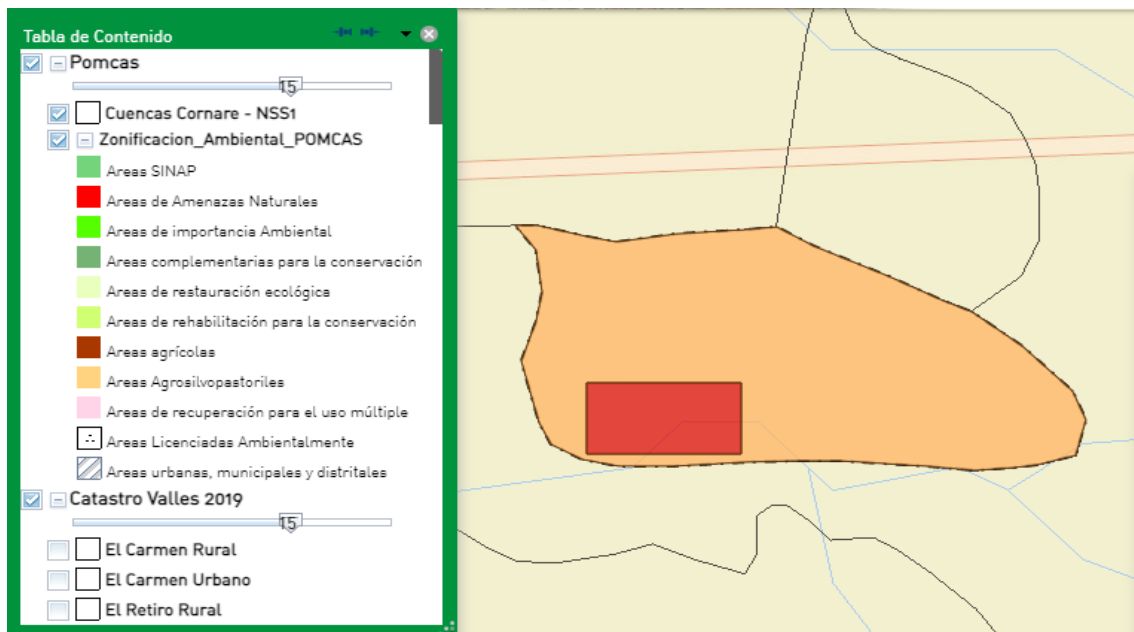 Tabla de Contenido
Pomcas
15
Cuencas Cornare - NSS1
Zonificacion_Ambiental_POMCAS
Areas SINAP
Areas de Amenazas Naturales
Areas de importancia Ambiental
Areas complementarias para la conservación
Areas de restauración ecológica
Areas de rehabilitación para la conservación
Areas agrícolas
Areas Agrosilvopastoriles
Areas de recuperación para el uso múltiple
Areas Licenciadas Ambientalmente
Areas urbanas, municipales y distritales
Catastro Valles 2019
15
El Carmen Rural
El Carmen Urbano
El Retiro Rural